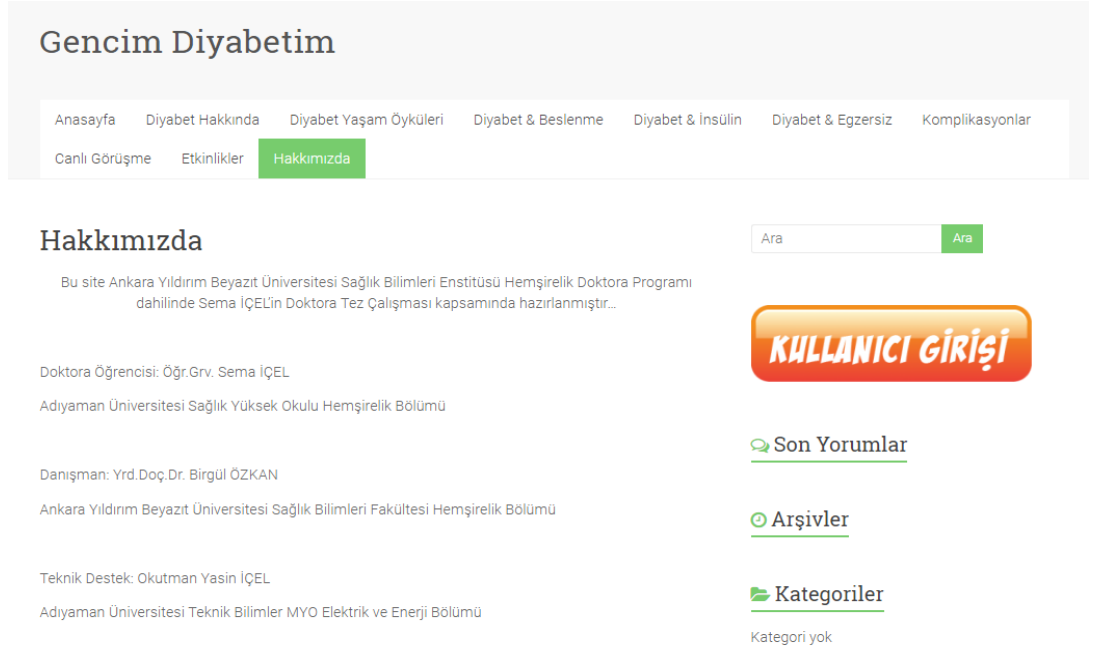 Gencim Diyabetim
Anasayfa Diyabet Hakkında Diyabet Yaşam Öyküleri Diyabet & Beslenme Diyabet & İnsülin Diyabet & Egzersiz Komplikasyonlar
Canlı Görüşme Etkinlikler Hakkımızda
Hakkımızda
Bu site Ankara Yıldırım Beyazıt Üniversitesi Sağlık Bilimleri Enstitüsü Hemşirelik Doktora Programı
dahilinde Sema İÇEL'in Doktora Tez Çalışması kapsamında hazırlanmıştır...
Doktora Öğrencisi: Öğr.Grv. Sema İÇEL
Adıyaman Üniversitesi Sağlık Yüksek Okulu Hemşirelik Bölümü
Danışman: Yrd.Doç.Dr. Birgül ÖZKAN
Ankara Yıldırım Beyazıt Üniversitesi Sağlık Bilimleri Fakültesi Hemşirelik Bölümü
Teknik Destek: Okutman Yasin İÇEL
Adıyaman Üniversitesi Teknik Bilimler MYO Elektrik ve Enerji Bölümü
Ara Ara
KULLANICI GİRİŞİ
Son Yorumlar
Arşivler
Kategoriler
Kategori yok